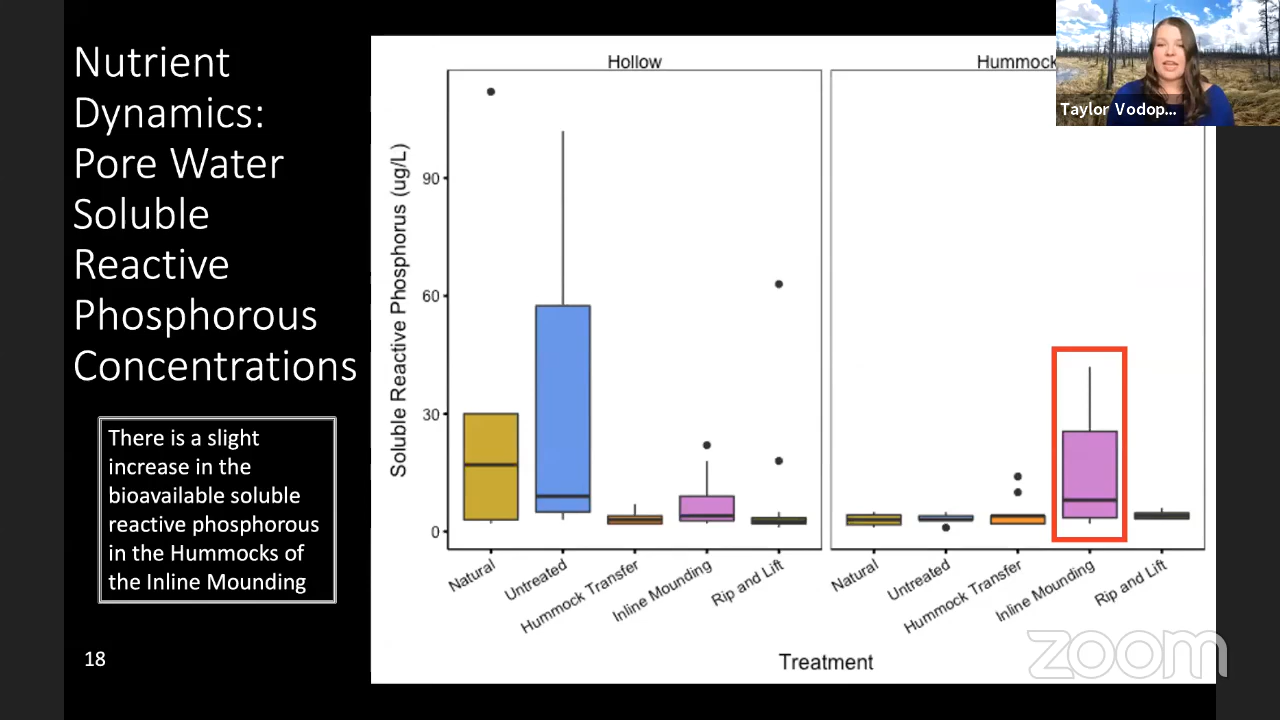 Nutrient
Dynamics:
Pore Water
Soluble
Reactive
Phosphorous
Concentrations
There is a slight
increase in the
bioavailable soluble
reactive phosphorous
in the Hummocks of
the Inline Mounding
18
Hollow
Hummock
Soluble Reactive Phosphorus (ug/L)
90
60
30
0
Natural
Untreated
Hummock Transfer
Inline Mounding
Rip and Lift
Natural
Untreated
Hummock Transfer
Inline Mounding
Rip and Lift
Treatment
Taylor Vodop...
zoom